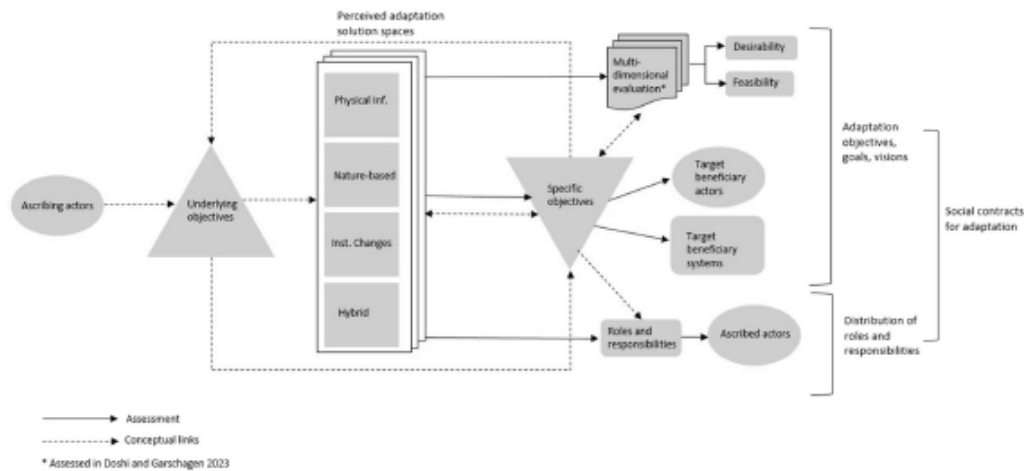 Perceived adaptation
solution spaces
Ascribing actors
Underlying
objectives
Physical Inf.
Nature-based
Inst. Changes
Hybrid
Multi-
dimensional
evaluation*
Desirability
Feasibility
Specific
objectives
Target
beneficiary
actors
Target
beneficiary
systems
Roles and
responsibilities
Ascribed actors
Adaptation
objectives,
goals, visions
Distribution of
roles and
responsibilities
Social contracts
for adaptation
Assessment
Conceptual links
* Assessed in Doshi and Garschagen 2023